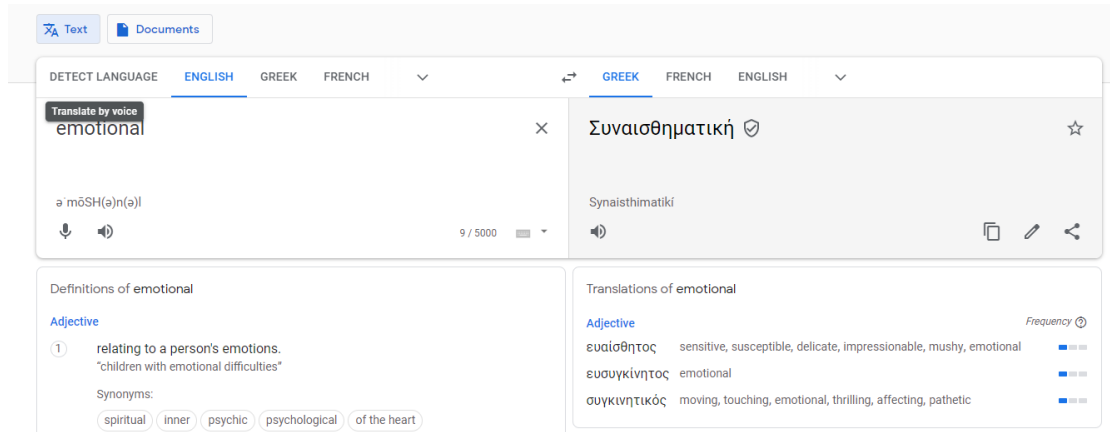 Text Documents
DETECT LANGUAGE ENGLISH GREEK FRENCH GREEK FRENCH ENGLISH
Translate by voice
emotional
Συναισθηματική
əˈmōSH(ə)n(ə)l
Synaisthimatikí
9 / 5000
Definitions of emotional
Adjective
1 relating to a person's emotions.
“children with emotional difficulties”
Synonyms:
spiritual inner psychic psychological of the heart
Translations of emotional
Adjective Frequency
ευαίσθητος sensitive, susceptible, delicate, impressionable, mushy, emotional
ευσυγκίνητος emotional
συγκινητικός moving, touching, emotional, thrilling, affecting, pathetic